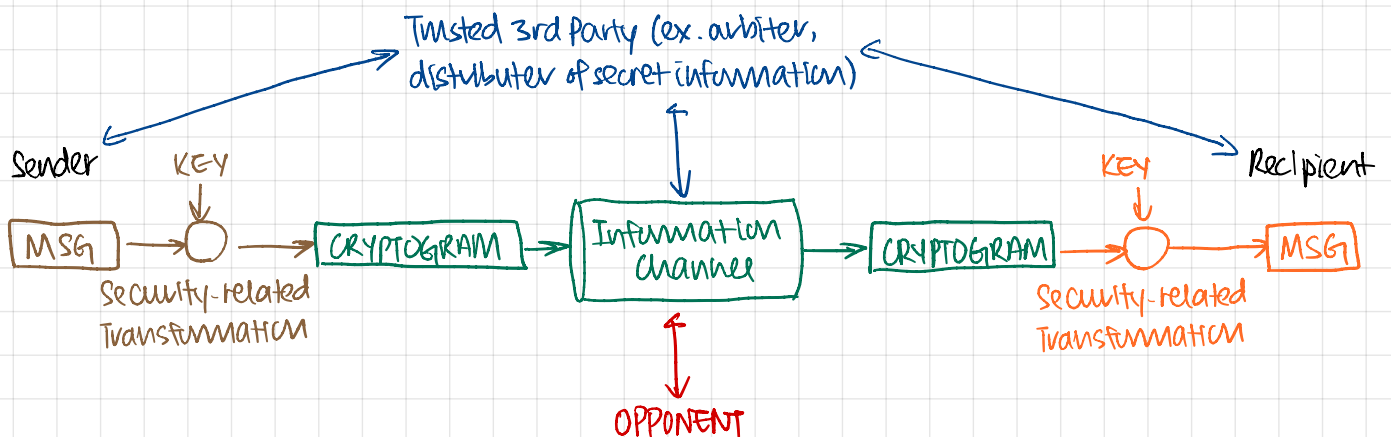 Trusted 3rd Party (ex. arbiter,
distributer of secret information)
Sender
KEY
KEY
Recipient
MSG
CRYPTOGRAM
Information
Channel
CRYPTOGRAM
MSG
Security-related
Transformation
Security-related
Transformation
OPPONENT